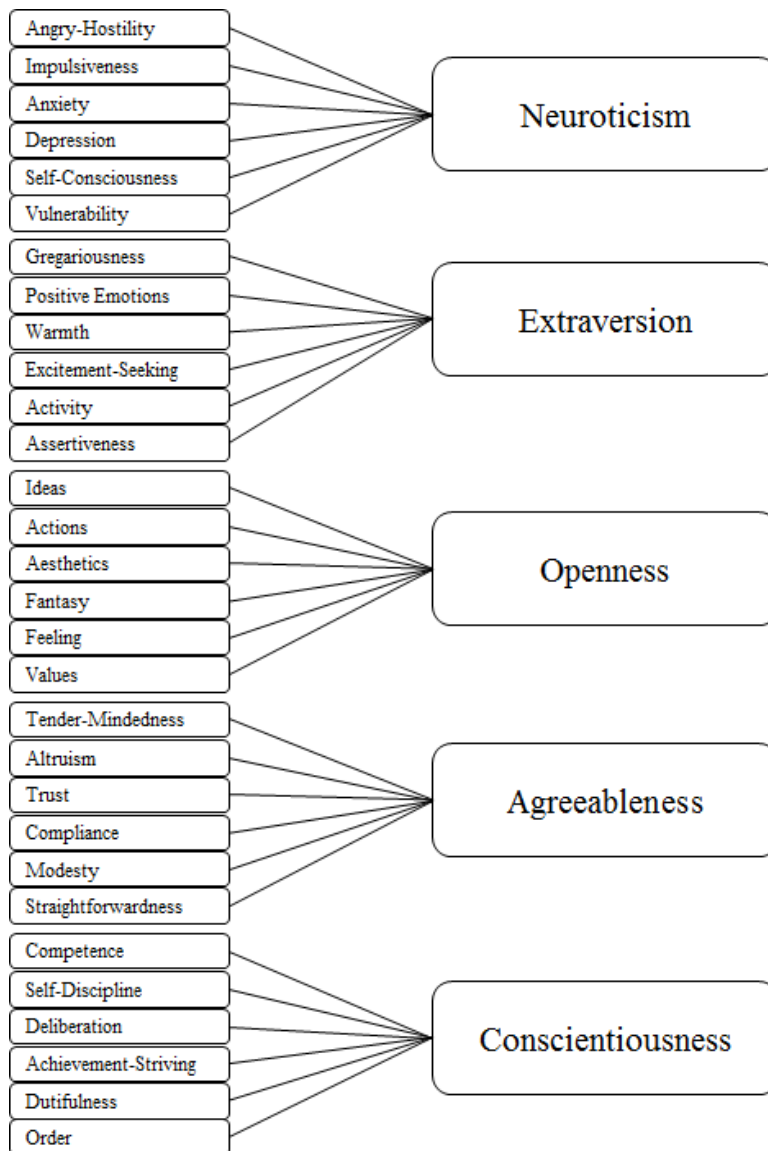 Angry-Hostility
Impulsiveness
Anxiety
Depression
Self-Consciousness
Vulnerability
Neuroticism
Gregariousness
Positive Emotions
Warmth
Excitement-Seeking
Activity
Assertiveness
Extraversion
Ideas
Actions
Aesthetics
Fantasy
Feeling
Values
Openness
Tender-Mindedness
Altruism
Trust
Compliance
Modesty
Straightforwardness
Agreeableness
Competence
Self-Discipline
Deliberation
Achievement-Striving
Dutifulness
Order
Conscientiousness